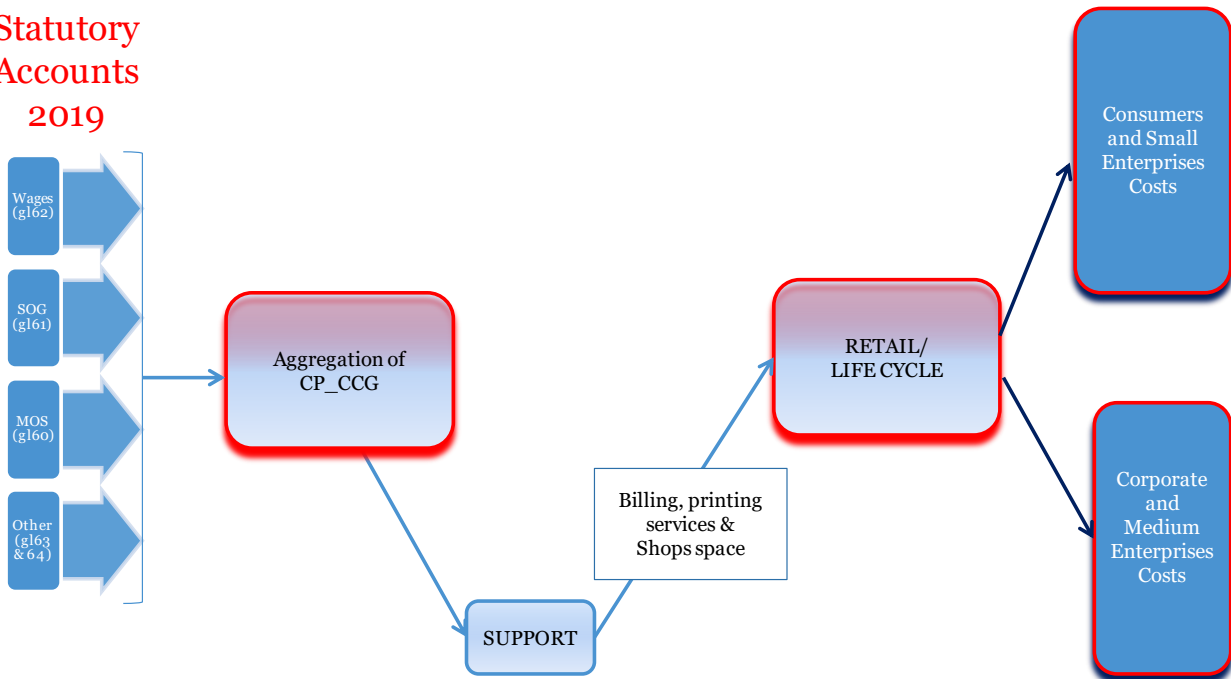 Statutory
Accounts
2019
Wages
(gl62)
SOG
(gl61)
MOS
(gl60)
Other
(gl63
& 64)
Aggregation of
CP_CCG
SUPPORT
Billing, printing
services &
Shops space
RETAIL/
LIFE CYCLE
Consumers
and Small
Enterprises
Costs
Corporate
and
Medium
Enterprises
Costs